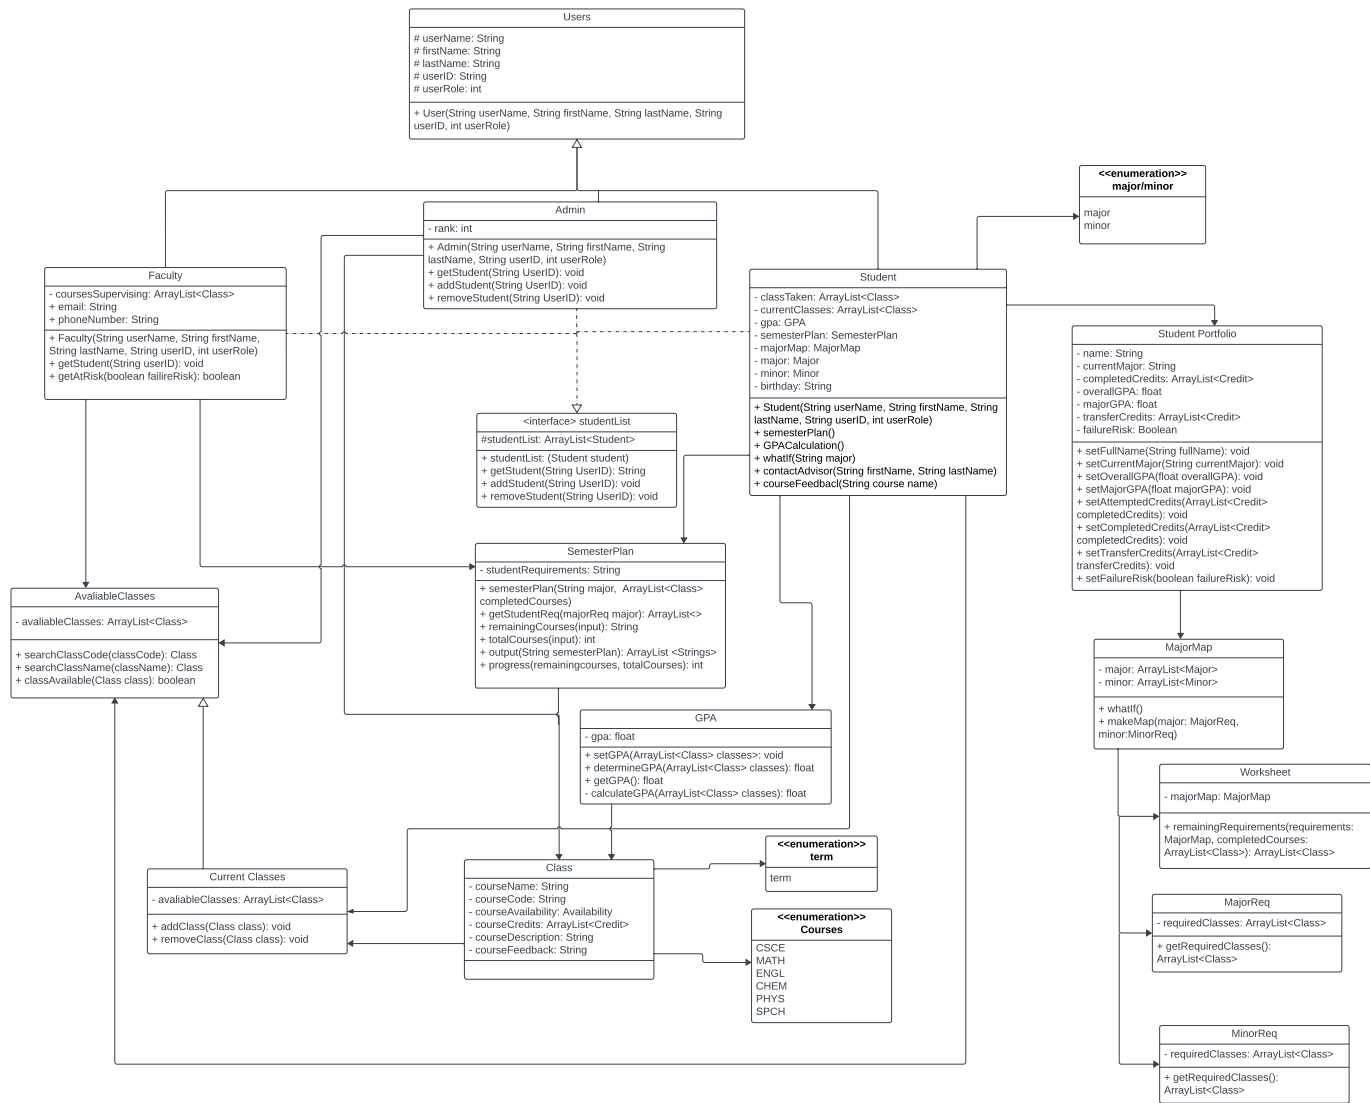 Users
# userName: String
# firstName: String
# lastName: String
# userID: String
# userRole: int
+ User(String userName, String firstName, String lastName, String
userID, int userRole)
<<enumeration>>
major/minor
major
minor
Admin
- rank: int
+ Admin(String userName, String firstName, String
lastName, String userID, int userRole)
+ getStudent(String UserID): void
+ addStudent(String UserID): void
+ removeStudent(String UserID): void
Faculty
- coursesSupervising: ArrayList<Class>
+ email: String
+ phoneNumber: String
+ Faculty(String userName, String firstName,
String lastName, String userID, int userRole)
+ getStudent(String userID): void
+ getAtRisk(boolean failireRisk): boolean
Student
- classTaken: ArrayList<Class>
- currentClasses: ArrayList<Class>
- gpa: GPA
- semesterPlan: SemesterPlan
- majorMap: MajorMap
- major: Major
- minor: Minor
- birthday: String
+ Student(String userName, String firstName, String
lastName, String userID, int userRole)
+ semesterPlan()
+ GPACalculation()
+ whatIf(String major)
+ contactAdvisor(String firstName, String lastName)
+ courseFeedbacl(String course name)
Student Portfolio
- name: String
- currentMajor: String
- completedCredits: ArrayList<Credit>
- overallGPA: float
- majorGPA: float
- transferCredits: ArrayList<Credit>
- failureRisk: Boolean
+ setFullName(String fullName): void
+ setCurrentMajor(String currentMajor): void
+ setOverallGPA(float overallGPA): void
+ setMajorGPA(float majorGPA): void
+ setAttemptedCredits(ArrayList<Credit>
completedCredits): void
+ setCompletedCredits(ArrayList<Credit>
completedCredits): void
+ setTransferCredits(ArrayList<Credit>
transferCredits): void
+ setFailureRisk(boolean failureRisk): void
<interface> studentList
#studentList: ArrayList<Student>
+ studentList: (Student student)
+ getStudent(String UserID): String
+ addStudent(String UserID): void
+ removeStudent(String UserID): void
SemesterPlan
- studentRequirements: String
+ semesterPlan(String major,  ArrayList<Class>
completedCourses)
+ getStudentReq(majorReq major): ArrayList<>
+ remainingCourses(input): String
+ totalCourses(input): int
+ output(String semesterPlan): ArrayList <Strings>
+ progress(remainingcourses, totalCourses): int
AvaliableClasses
- avaliableClasses: ArrayList<Class>
+ searchClassCode(classCode): Class
+ searchClassName(className): Class
+ classAvailable(Class class): boolean
MajorMap
- major: ArrayList<Major>
- minor: ArrayList<Minor>
+ whatIf()
+ makeMap(major: MajorReq,
minor:MinorReq)
GPA
- gpa: float
+ setGPA(ArrayList<Class> classes>: void
+ determineGPA(ArrayList<Class> classes): float
+ getGPA(): float
- calculateGPA(ArrayList<Class> classes): float
Worksheet
- majorMap: MajorMap
+ remainingRequirements(requirements:
MajorMap, completedCourses:
ArrayList<Class>): ArrayList<Class>
<<enumeration>>
term
term
Current Classes
- avaliableClasses: ArrayList<Class>
+ addClass(Class class): void
+ removeClass(Class class): void
Class
- courseName: String
- courseCode: String
- courseAvailability: Availability
- courseCredits: ArrayList<Credit>
- courseDescription: String
- courseFeedback: String
<<enumeration>>
Courses
CSCE
MATH
ENGL
CHEM
PHYS
SPCH
MajorReq
- requiredClasses: ArrayList<Class>
+ getRequiredClasses():
ArrayList<Class>
MinorReq
- requiredClasses: ArrayList<Class>
+ getRequiredClasses():
ArrayList<Class>